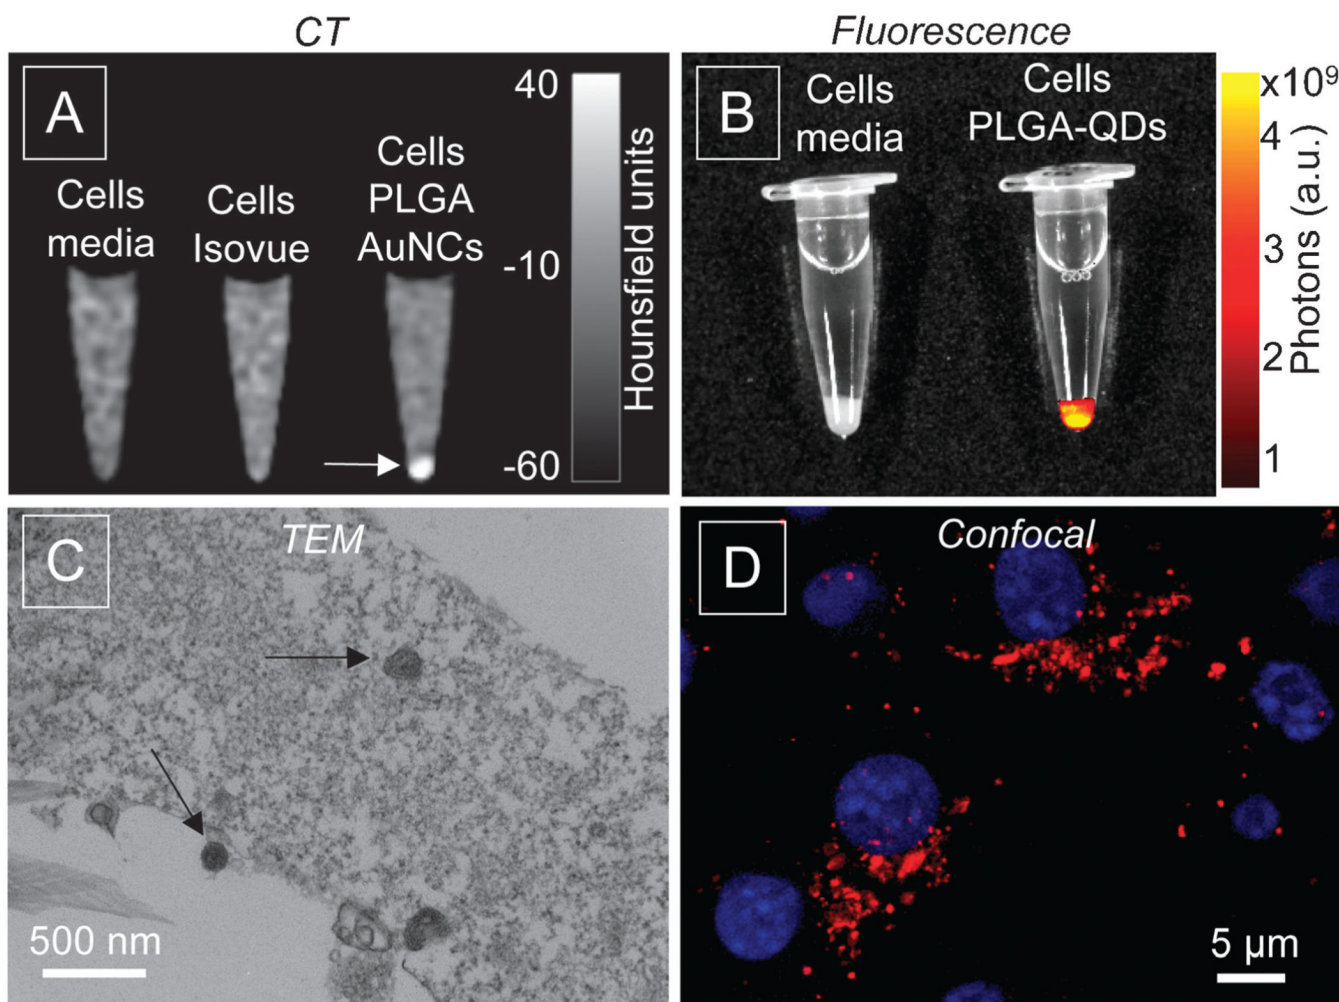 CT
A
Cells
media
Cells
Isovue
Cells
PLGA
AuNCs
40
-10
-60
Hounsfield units
Fluorescence
B
Cells
media
Cells
PLGA-QDs
x10⁹
4
3
2
1
Photons (a.u.)
C
TEM
500 nm
D
Confocal
5 µm